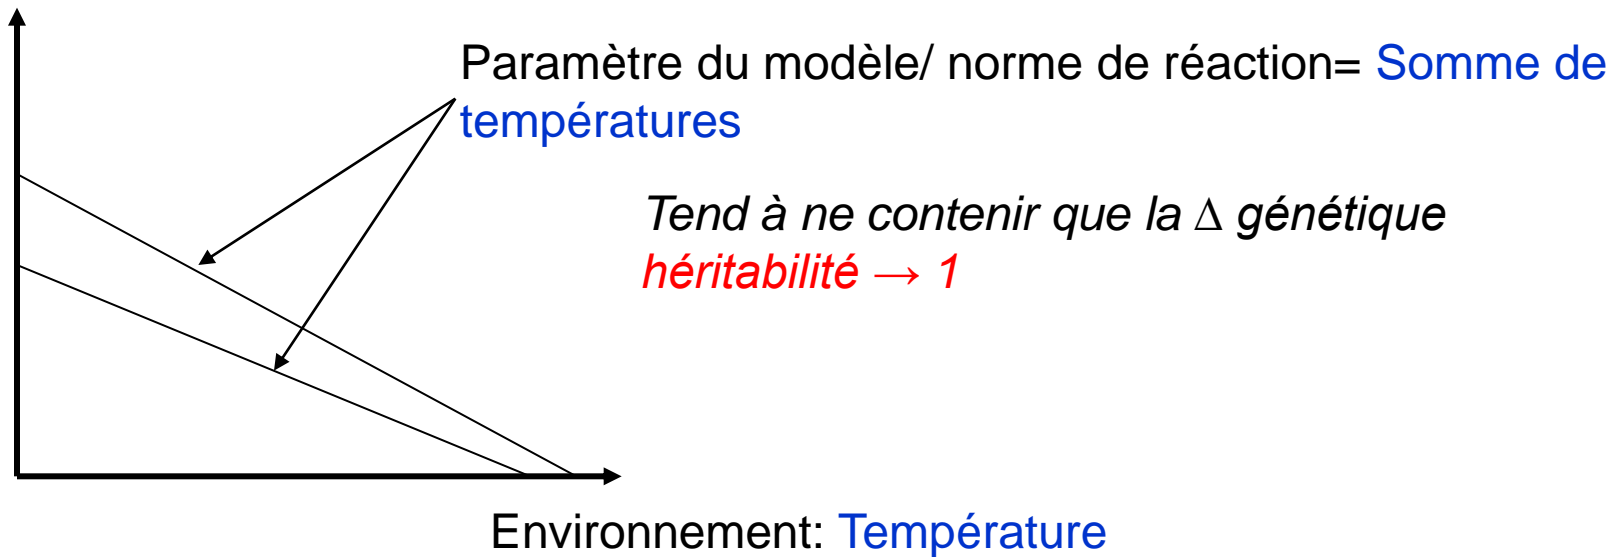 Paramètre du modèle/ norme de réaction= Somme de
températures
Tend à ne contenir que la Δ génétique
héritabilité → 1
Environnement: Température